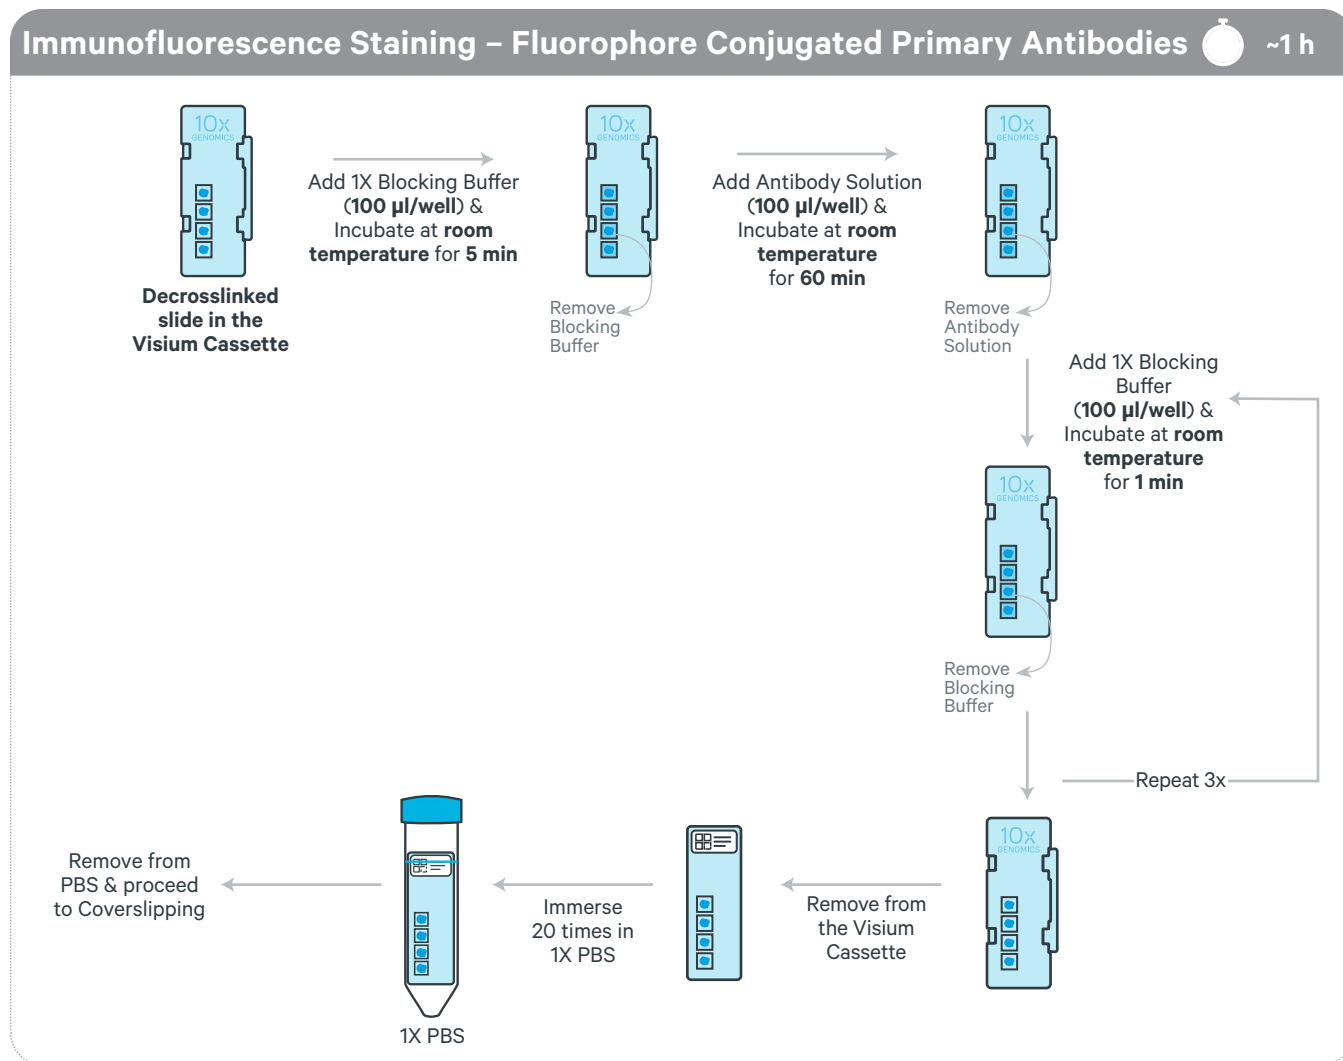 Immunofluorescence Staining – Fluorophore Conjugated Primary Antibodies ~1 h
10x
GENOMICS
Decrosslinked
slide in the
Visium Cassette
Add 1X Blocking Buffer
(100 µl/well) &
Incubate at room
temperature for 5 min
10x
GENOMICS
Remove
Blocking
Buffer
Add Antibody Solution
(100 µl/well) &
Incubate at room
temperature
for 60 min
10x
GENOMICS
Remove
Antibody
Solution
Add 1X Blocking
Buffer
(100 µl/well) &
Incubate at room
temperature
for 1 min
10x
GENOMICS
Remove
Blocking
Buffer
Repeat 3x
10x
GENOMICS
Remove from
the Visium
Cassette
Immerse
20 times in
1X PBS
1X PBS
Remove from
PBS & proceed
to Coverslipping